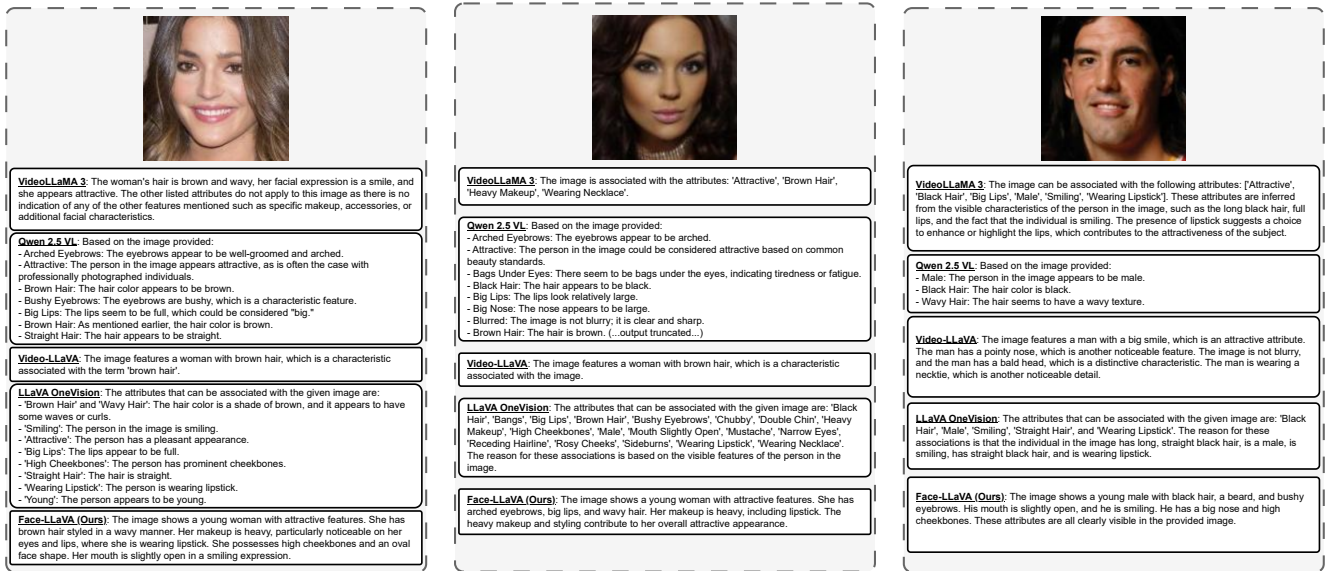 VideoLLaMA 3: The woman's hair is brown and wavy, her facial expression is a smile, and
she appears attractive. The other listed attributes do not apply to this image as there is no
indication of any of the other features mentioned such as specific makeup, accessories, or
additional facial characteristics.
Qwen 2.5 VL: Based on the image provided:
- Arched Eyebrows: The eyebrows appear to be well-groomed and arched.
- Attractive: The person in the image appears attractive, as is often the case with
professionally photographed individuals.
- Brown Hair: The hair color appears to be brown.
- Bushy Eyebrows: The eyebrows are bushy, which is a characteristic feature.
- Big Lips: The lips seem to be full, which could be considered "big."
- Brown Hair: As mentioned earlier, the hair color is brown.
- Straight Hair: The hair appears to be straight.
Video-LLaVA: The image features a woman with brown hair, which is a characteristic
associated with the term 'brown hair'.
LLaVA OneVision: The attributes that can be associated with the given image are:
- 'Brown Hair' and 'Wavy Hair': The hair color is a shade of brown, and it appears to have
some waves or curls.
- 'Smiling': The person in the image is smiling.
- 'Attractive': The person has a pleasant appearance.
- 'Big Lips': The lips appear to be full.
- 'High Cheekbones': The person has prominent cheekbones.
- 'Straight Hair': The hair is straight.
- 'Wearing Lipstick': The person is wearing lipstick.
- 'Young': The person appears to be young.
Face-LLaVA (Ours): The image shows a young woman with attractive features. She has
brown hair styled in a wavy manner. Her makeup is heavy, particularly noticeable on her
eyes and lips, where she is wearing lipstick. She possesses high cheekbones and an oval
face shape. Her mouth is slightly open in a smiling expression.
VideoLLaMA 3: The image is associated with the attributes: 'Attractive', 'Brown Hair',
'Heavy Makeup', 'Wearing Necklace'.
Qwen 2.5 VL: Based on the image provided:
- Arched Eyebrows: The eyebrows appear to be arched.
- Attractive: The person in the image could be considered attractive based on common
beauty standards.
- Bags Under Eyes: There seem to be bags under the eyes, indicating tiredness or fatigue.
- Black Hair: The hair appears to be black.
- Big Lips: The lips look relatively large.
- Big Nose: The nose appears to be large.
- Blurred: The image is not blurry; it is clear and sharp.
- Brown Hair: The hair is brown. (...output truncated...)
Video-LLaVA: The image features a woman with brown hair, which is a characteristic
associated with the image.
LLaVA OneVision: The attributes that can be associated with the given image are: 'Black
Hair', 'Bangs', 'Big Lips', 'Brown Hair', 'Bushy Eyebrows', 'Chubby', 'Double Chin', 'Heavy
Makeup', 'High Cheekbones', 'Male', 'Mouth Slightly Open', 'Mustache', 'Narrow Eyes',
'Receding Hairline', 'Rosy Cheeks', 'Sideburns', 'Wearing Lipstick', 'Wearing Necklace'.
The reason for these associations is based on the visible features of the person in the
image.
Face-LLaVA (Ours): The image shows a young woman with attractive features. She has
arched eyebrows, big lips, and wavy hair. Her makeup is heavy, including lipstick. The
heavy makeup and styling contribute to her overall attractive appearance.
VideoLLaMA 3: The image can be associated with the following attributes: ['Attractive',
'Black Hair', 'Big Lips', 'Male', 'Smiling', 'Wearing Lipstick']. These attributes are inferred
from the visible characteristics of the person in the image, such as the long black hair, full
lips, and the fact that the individual is smiling. The presence of lipstick suggests a choice
to enhance or highlight the lips, which contributes to the attractiveness of the subject.
Qwen 2.5 VL: Based on the image provided:
- Male: The person in the image appears to be male.
- Black Hair: The hair color is black.
- Wavy Hair: The hair seems to have a wavy texture.
Video-LLaVA: The image features a man with a big smile, which is an attractive attribute.
The man has a pointy nose, which is another noticeable feature. The image is not blurry,
and the man has a bald head, which is a distinctive characteristic. The man is wearing a
necktie, which is another noticeable detail.
LLaVA OneVision: The attributes that can be associated with the given image are: 'Black
Hair', 'Male', 'Smiling', 'Straight Hair', and 'Wearing Lipstick'. The reason for these
associations is that the individual in the image has long, straight black hair, is a male, is
smiling, has straight black hair, and is wearing lipstick.
Face-LLaVA (Ours): The image shows a young male with black hair, a beard, and bushy
eyebrows. His mouth is slightly open, and he is smiling. He has a big nose and high
cheekbones. These attributes are all clearly visible in the provided image.